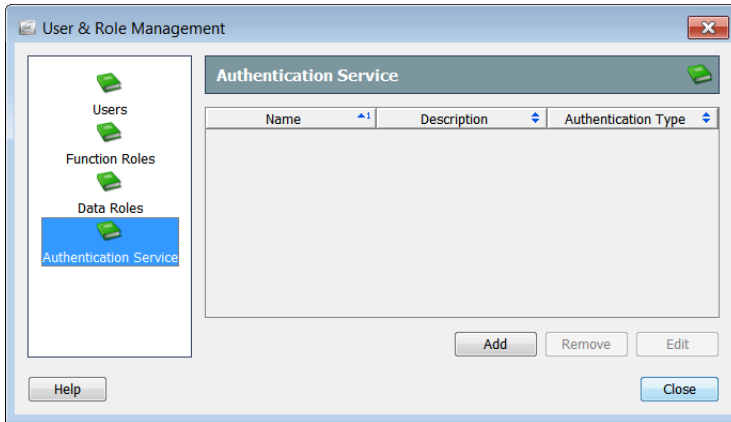 User & Role Management
Users
Function Roles
Data Roles
Authentication Service
Authentication Service
Name 1 Description Authentication Type
Add Remove Edit
Help Close